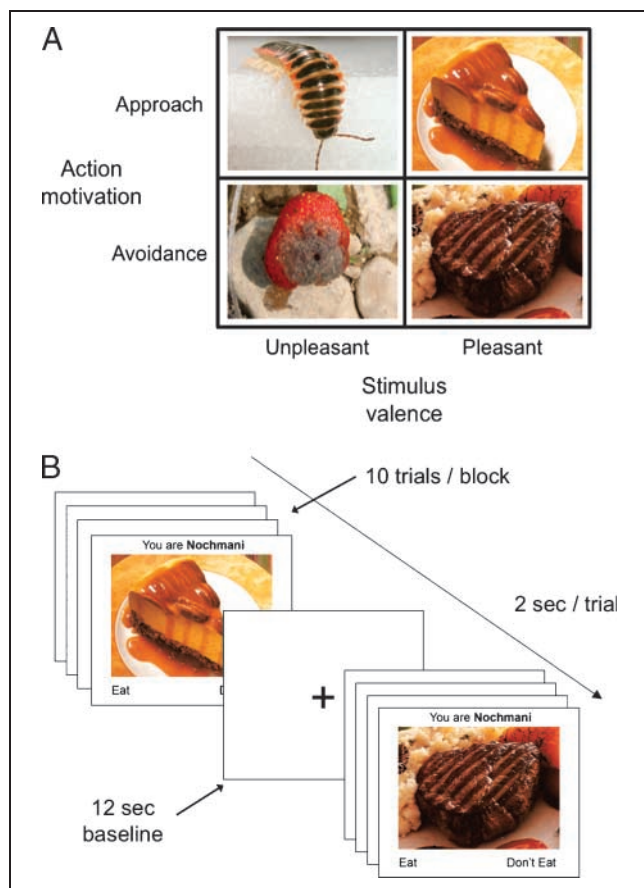 A
Approach
Action
motivation
Avoidance
Unpleasant
Pleasant
Stimulus
valence
B
10 trials / block
You are Nochmani
2 sec / trial
Eat
D
You are Nochmani
12 sec
baseline
Eat
Don't Eat